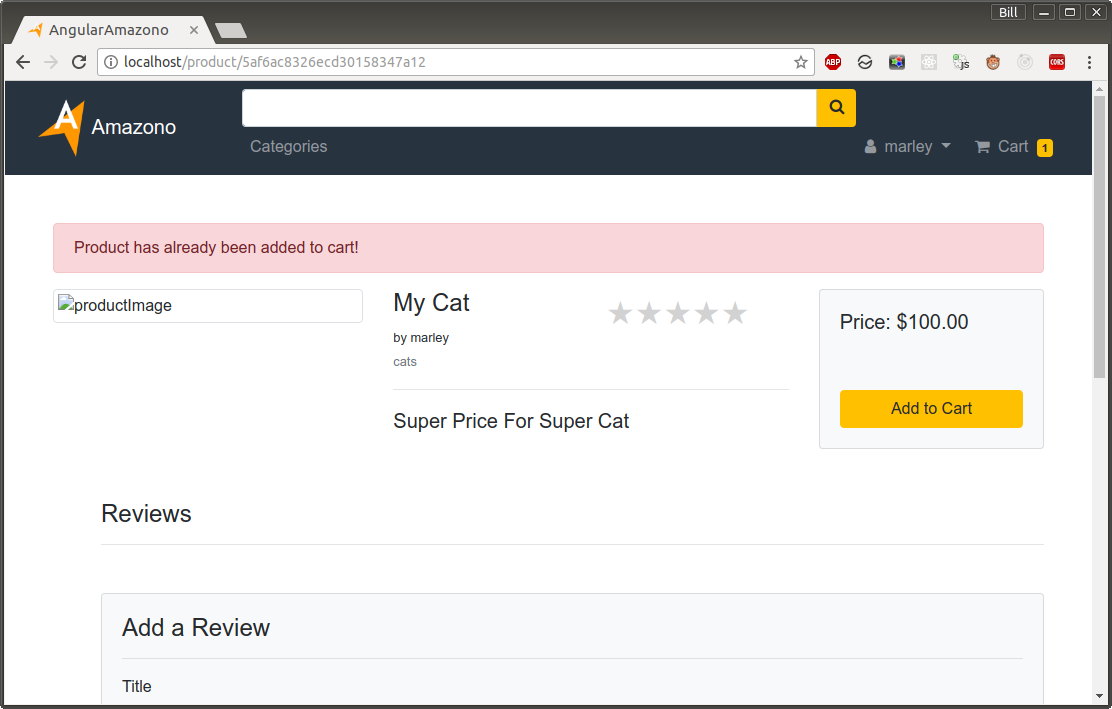 Bill
AngularAmazono
localhost/product/5af6ac8326ecd30158347a12
ABP
JS
CORS
A Amazono
Categories
marley
Cart 1
Product has already been added to cart!
productImage
My Cat
by marley
cats
Super Price For Super Cat
Price: $100.00
Add to Cart
Reviews
Add a Review
Title